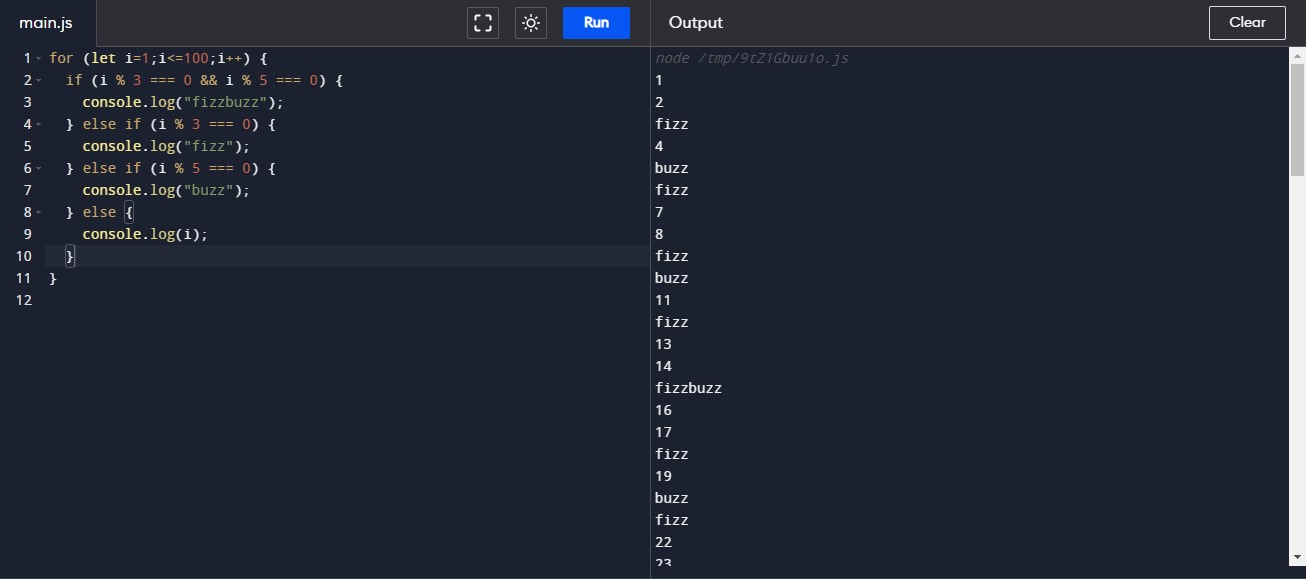 main.js
Run
Output
Clear
1 for (let i=1;i<=100;i++) {
2   if (i % 3 === 0 && i % 5 === 0) {
3     console.log("fizzbuzz");
4   } else if (i % 3 === 0) {
5     console.log("fizz");
6   } else if (i % 5 === 0) {
7     console.log("buzz");
8   } else {
9     console.log(i);
10   }
11 }
12
node /tmp/9tZ1Gbuu1o.js
1
2
fizz
4
buzz
fizz
7
8
fizz
buzz
11
fizz
13
14
fizzbuzz
16
17
fizz
19
buzz
fizz
22
23